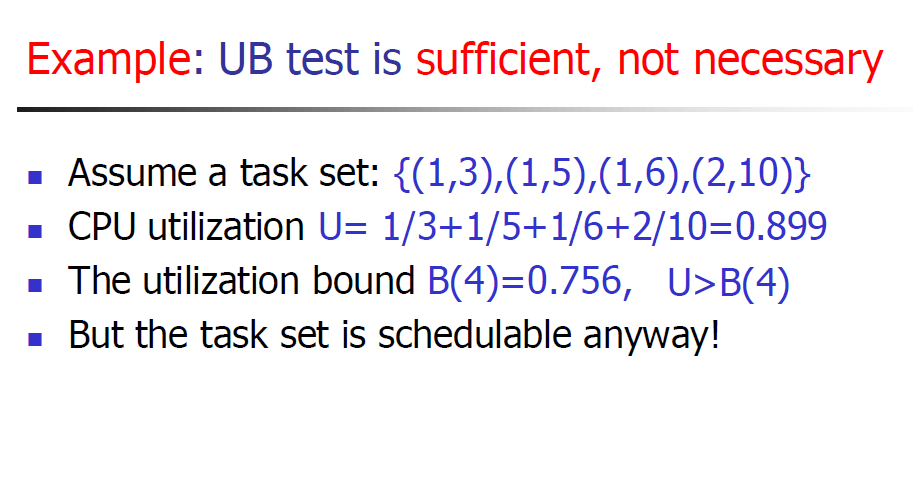 Example: UB test is sufficient, not necessary
Assume a task set: {(1,3),(1,5),(1,6),(2,10)}
CPU utilization U= 1/3+1/5+1/6+2/10=0.899
The utilization bound B(4)=0.756, U>B(4)
But the task set is schedulable anyway!